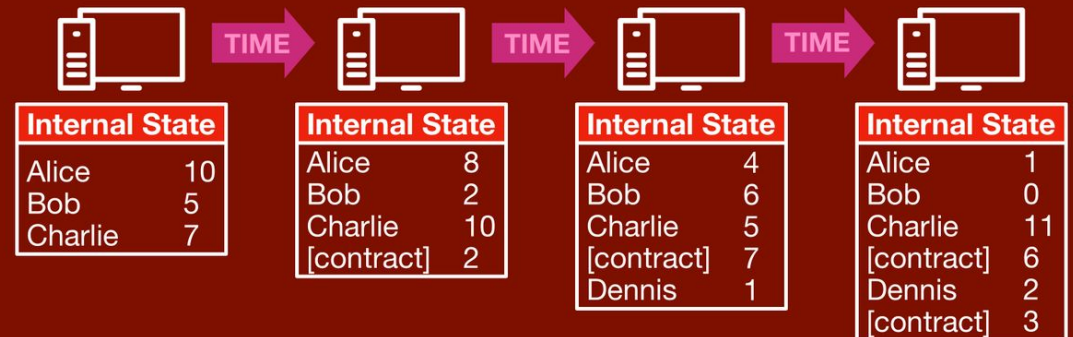 TIME
TIME
TIME
Internal State
Alice 10
Bob 5
Charlie 7
Internal State
Alice 8
Bob 2
Charlie 10
[contract] 2
Internal State
Alice 4
Bob 6
Charlie 5
[contract] 7
Dennis 1
Internal State
Alice 1
Bob 0
Charlie 11
[contract] 6
Dennis 2
[contract] 3